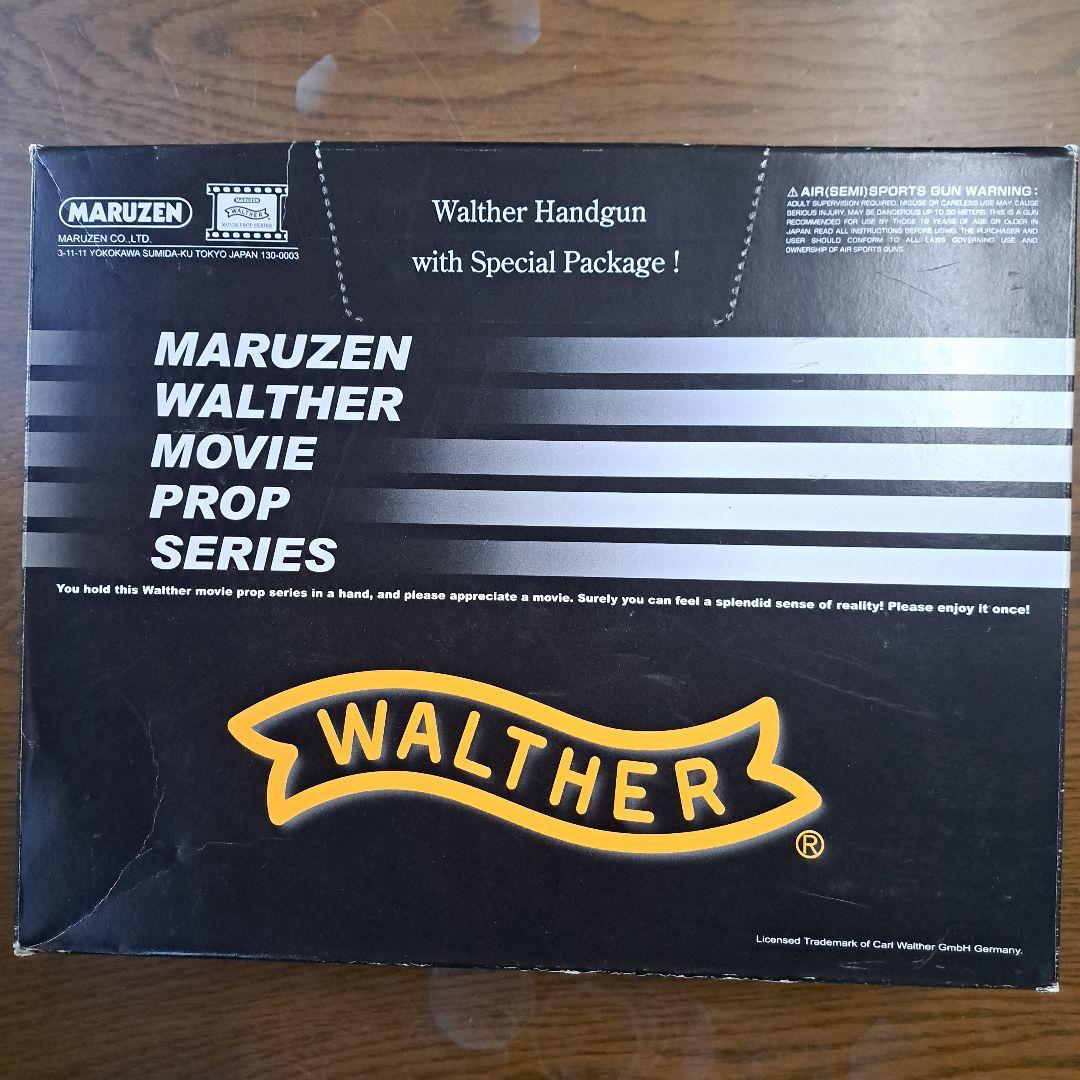 MARUZEN
MARUZEN CO.,LTD.
3-11-11 YOKOKAWA SUMIDA-KU TOKYO JAPAN 130-0003
MARUZEN
WALTHER
MOVIE PROP SERIES
Walther Handgun
with Special Package !
⚠ AIR(SEMI)SPORTS GUN WARNING :
ADULT SUPERVISION REQUIRED. MISUSE OR CARELESS USE MAY CAUSE
SERIOUS INJURY. MAY BE DANGEROUS UP TO 50 METERS. THIS IS A GUN
RECOMMENDED FOR USE BY THOSE 18 YEARS OF AGE OR OLDER IN
JAPAN. READ ALL INSTRUCTIONS BEFORE USING. THE PURCHASER AND
USER SHOULD CONFORM TO ALL LAWS GOVERNING USE AND
OWNERSHIP OF AIR SPORTS GUNS.
MARUZEN
WALTHER
MOVIE
PROP
SERIES
You hold this Walther movie prop series in a hand, and please appreciate a movie. Surely you can feel a splendid sense of reality! Please enjoy it once!
WALTHER
®
Licensed Trademark of Carl Walther GmbH Germany.